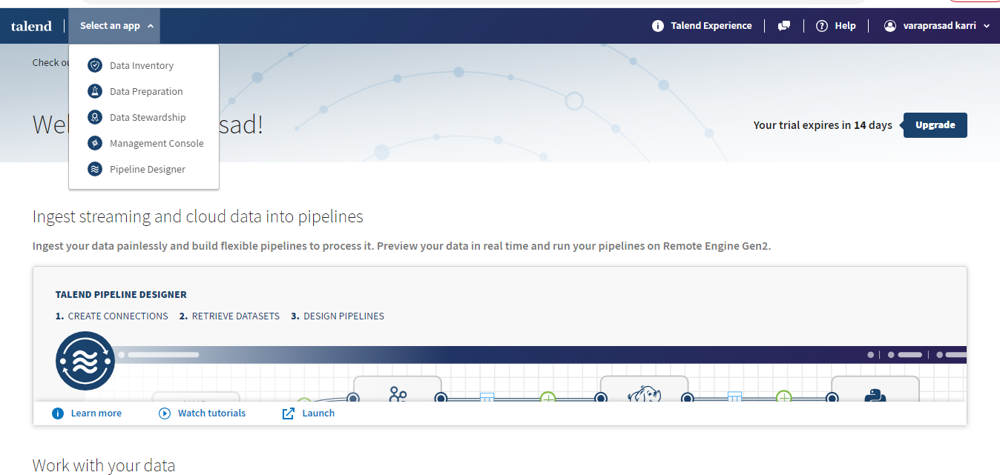 talend
Select an app
Talend Experience
Help
varaprasad karri
Data Inventory
Data Preparation
Data Stewardship
Management Console
Pipeline Designer
Check
sad!
Your trial expires in 14 days
Upgrade
Ingest streaming and cloud data into pipelines
Ingest your data painlessly and build flexible pipelines to process it. Preview your data in real time and run your pipelines on Remote Engine Gen2.
TALEND PIPELINE DESIGNER
1. CREATE CONNECTIONS 2. RETRIEVE DATASETS 3. DESIGN PIPELINES
Learn more
Watch tutorials
Launch
Work with your data